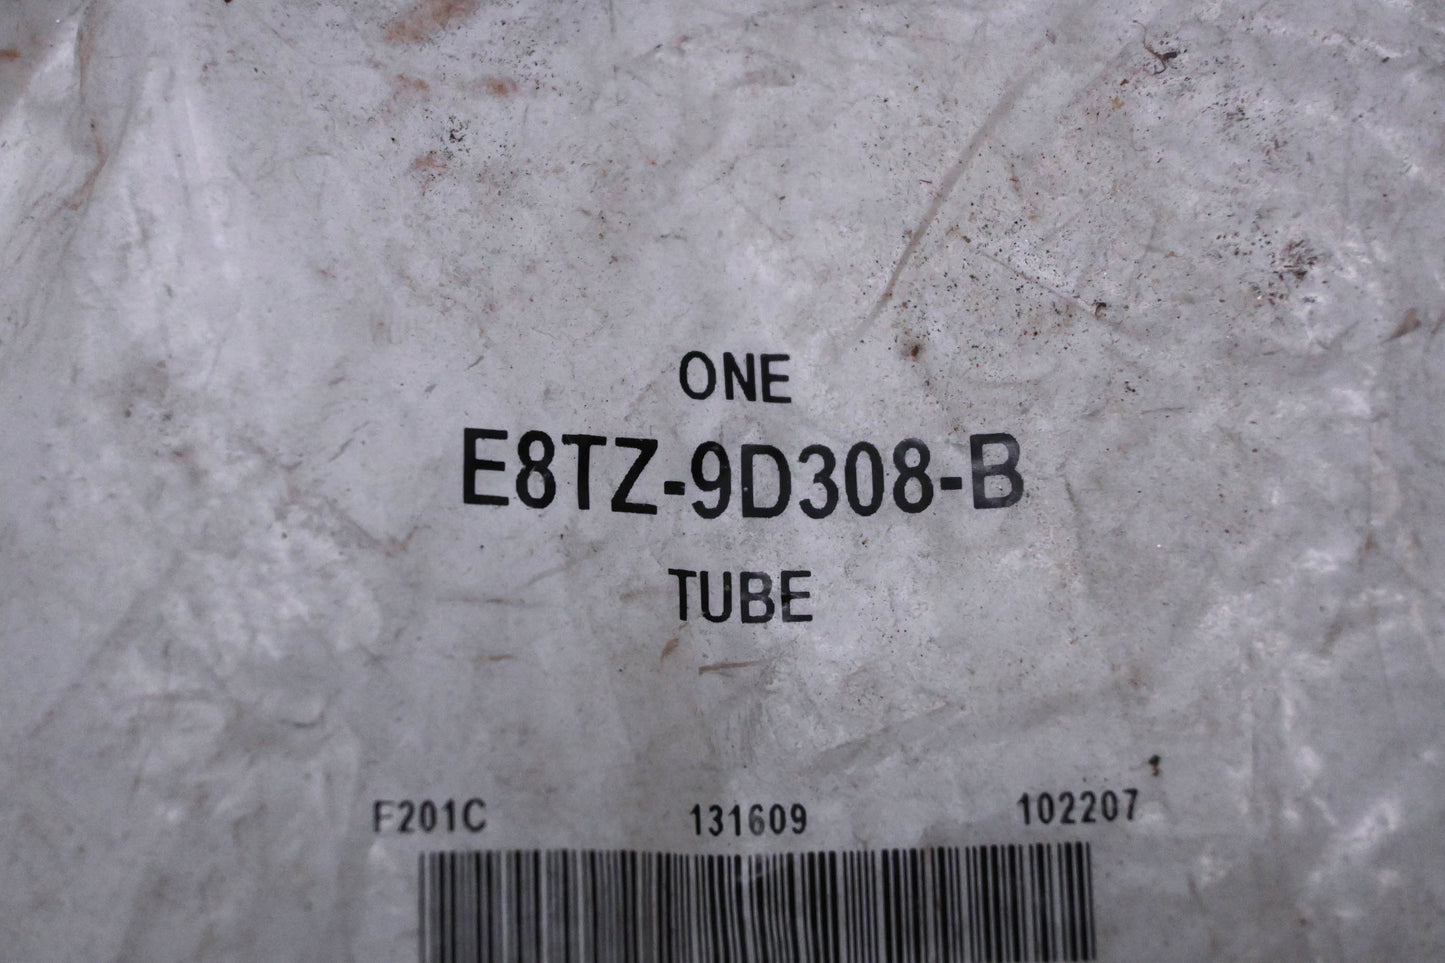 ONE
E8TZ-9D308-B
TUBE
F201C 131609 102207